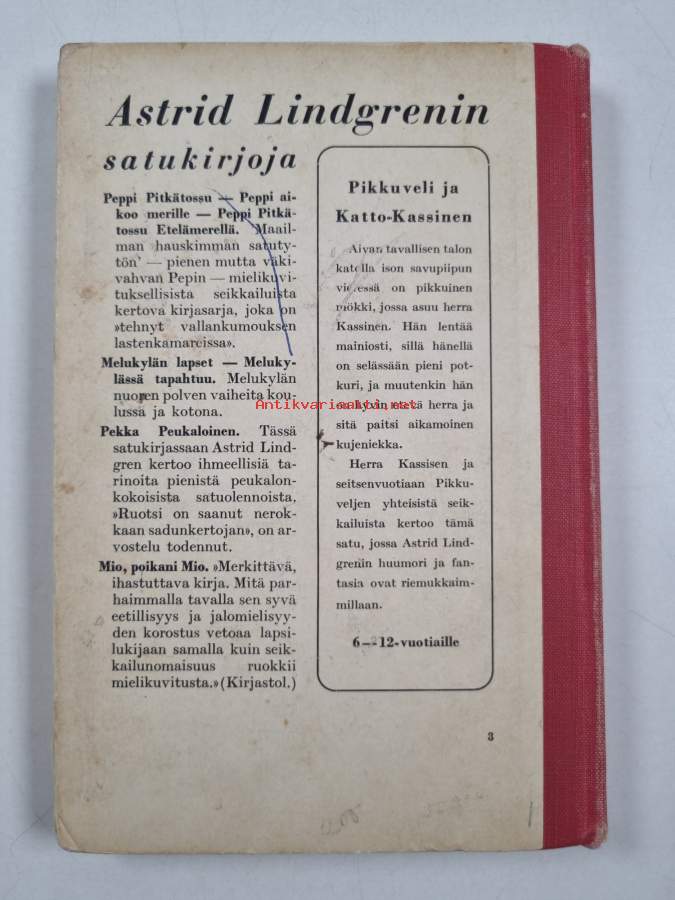 Astrid Lindgrenin
satukirjoja
Peppi Pitkätossu — Peppi ai-
koo merille — Peppi Pitkä-
tossu Etelämerellä. Maail-
man hauskimman satuty-
tön — pienen mutta väki-
vahvan Pepin — mielikuvi-
tuksellisista seikkailuista
kertova kirjasarja, joka on
»tehnyt vallankumouksen
lastenkamareissa».
Melukylän lapset — Meluky-
lässä tapahtuu. Melukylän
nuoren polven vaiheita kou-
lussa ja kotona.
Pekka Peukaloinen. Tässä
satukirjassaan Astrid Lind-
gren kertoo ihmeellisiä ta-
rinoita pienistä peukalon-
kokoisista satuolennoista.
»Ruotsi on saanut nerok-
kaan sadunkertojan», on ar-
vostelu todennut.
Mio, poikani Mio. »Merkittävä,
ihastuttava kirja. Mitä par-
haimmalla tavalla sen syvä
eetillisyys ja jalomielisyy-
den korostus vetoaa lapsi-
lukijaan samalla kuin seik-
kailunomaisuus ruokkii
mielikuvitusta.» (Kirjastol.)
Pikkuveli ja
Katto-Kassinen
Aivan tavallisen talon
katolla ison savupiipun
vieressä on pikkuinen
mökki, jossa asuu herra
Kassinen. Hän lentää
mainiosti, sillä hänellä
on selässään pieni pot-
kuri, ja muutenkin hän
on hyvin metevä herra ja
sitä paitsi aikamoinen
kujeniekka.
Herra Kassisen ja
seitsenvuotiaan Pikku-
veljen yhteisistä seik-
kailuista kertoo tämä
satu, jossa Astrid Lind-
grenin huumori ja fan-
tasia ovat riemukkaim-
millaan.
6—12-vuotiaille
3
Antikvariaatti.net